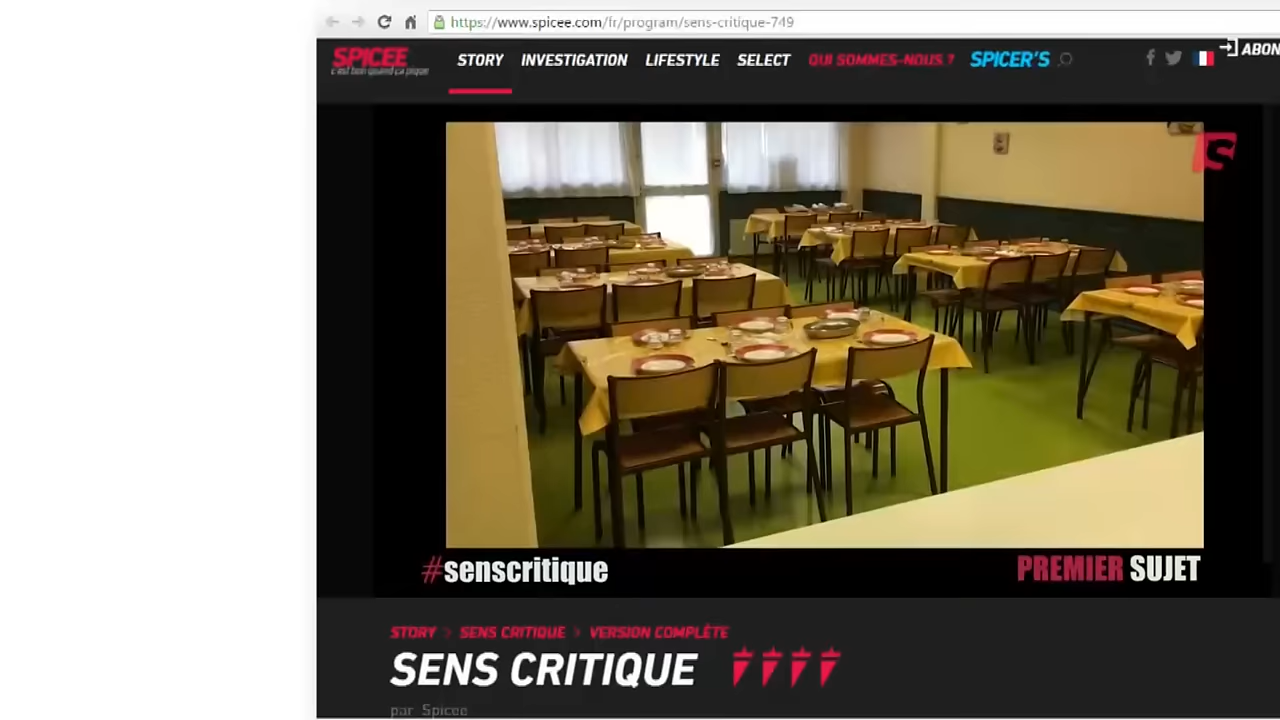 https://www.spicee.com/fr/program/sens-critique-749
SPICEE
c'est bon quand ça pique
STORY INVESTIGATION LIFESTYLE SELECT QUI SOMMES-NOUS ? SPICER'S
ABON
S
#senscritique
PREMIER SUJET
STORY > SENS CRITIQUE > VERSION COMPLÈTE
SENS CRITIQUE
par Spicee